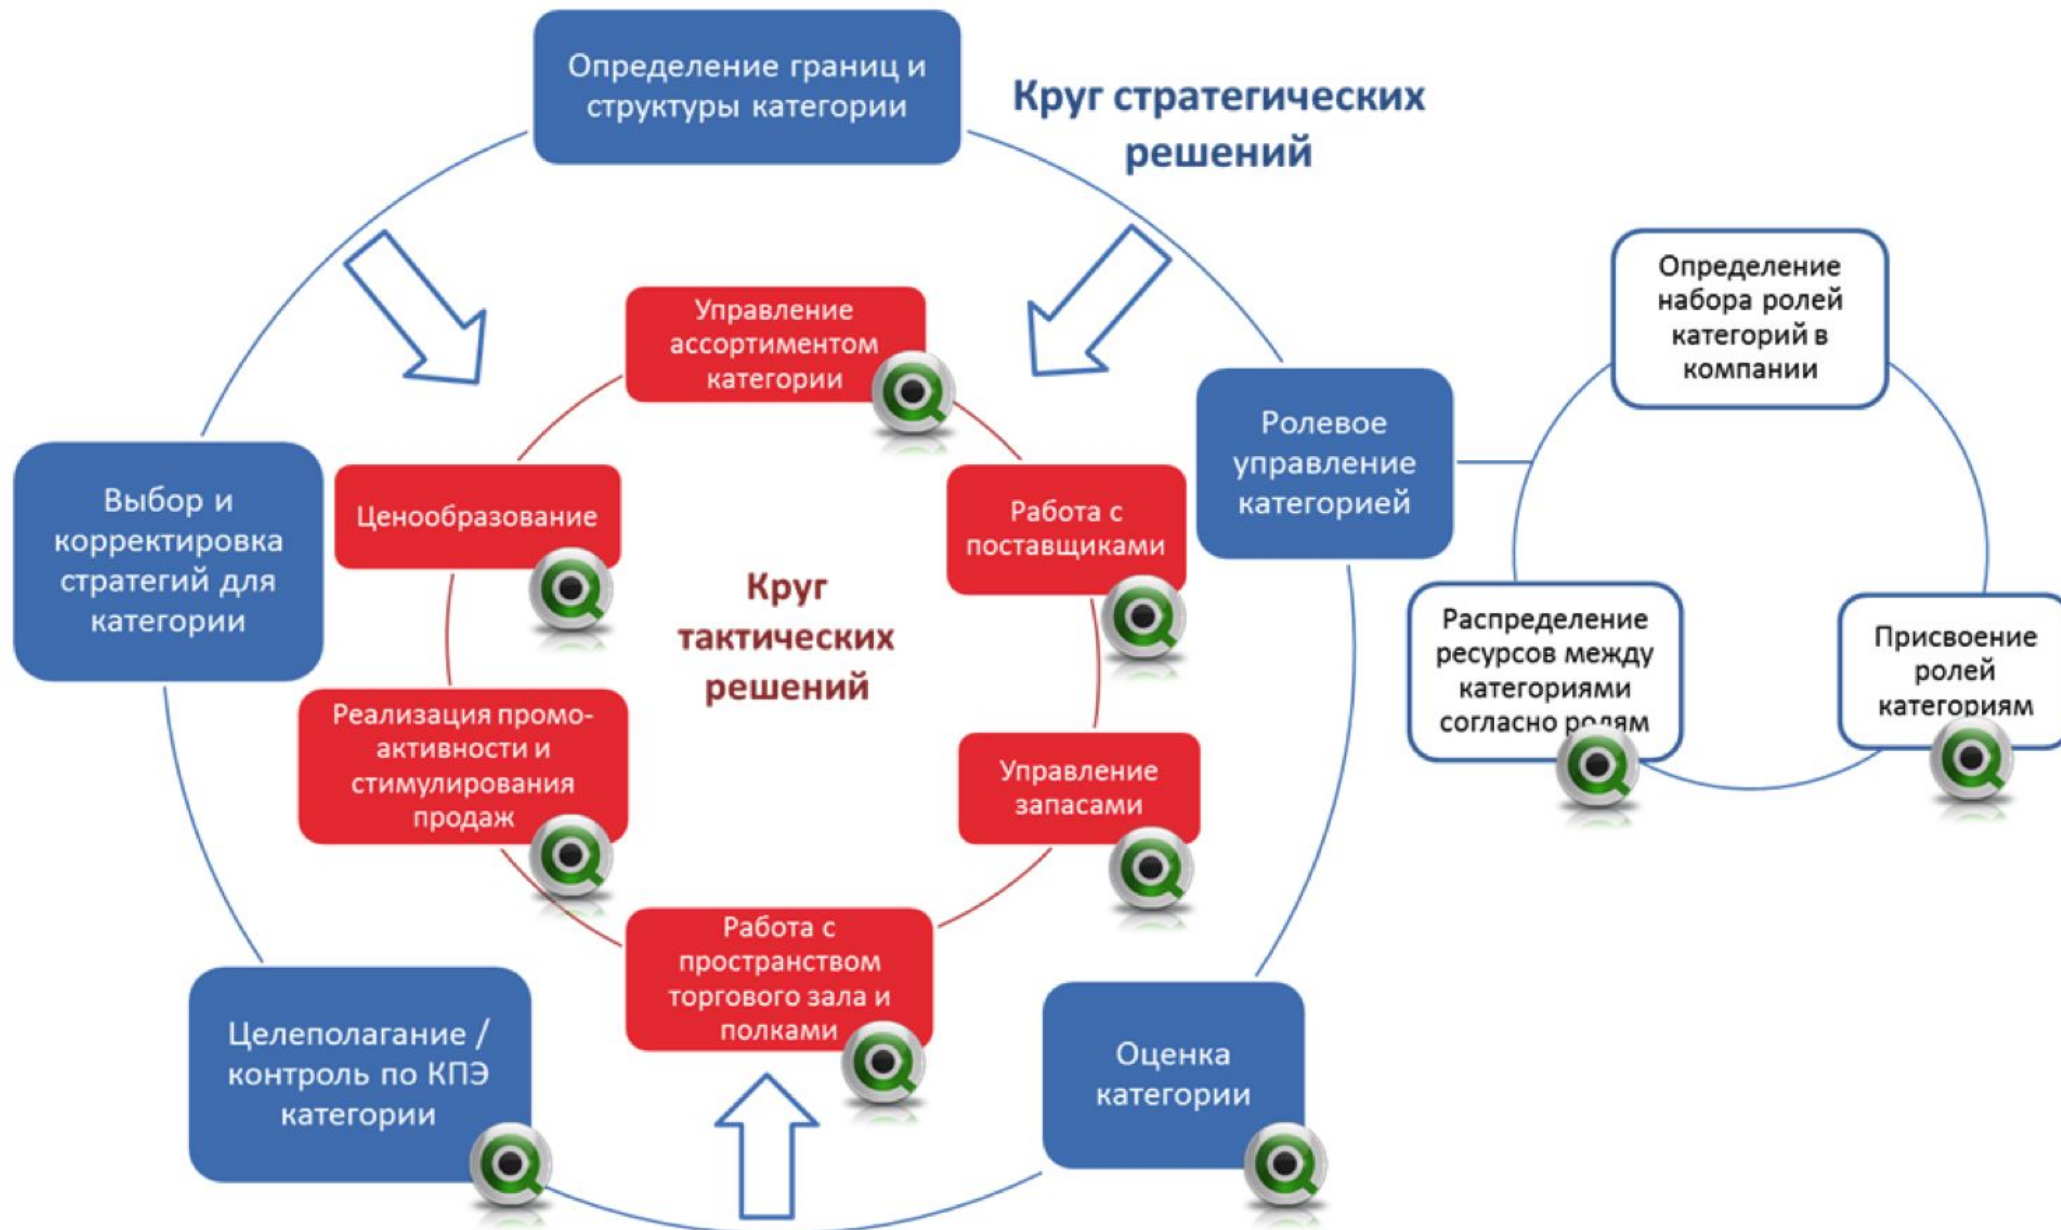 Определение границ и
структуры категории
Круг стратегических
решений
Определение
набора ролей
категорий в
компании
Управление
ассортиментом
категории
Ролевое
управление
категорией
Выбор и
корректировка
стратегий для
категории
Ценообразование
Работа с
поставщиками
Круг
тактических
решений
Распределение
ресурсов между
категориями
согласно ролям
Присвоение
ролей
категориям
Реализация промо-
активности и
стимулирования
продаж
Управление
запасами
Работа с
пространством
торгового зала и
полками
Целеполагание /
контроль по КПЭ
категории
Оценка
категории